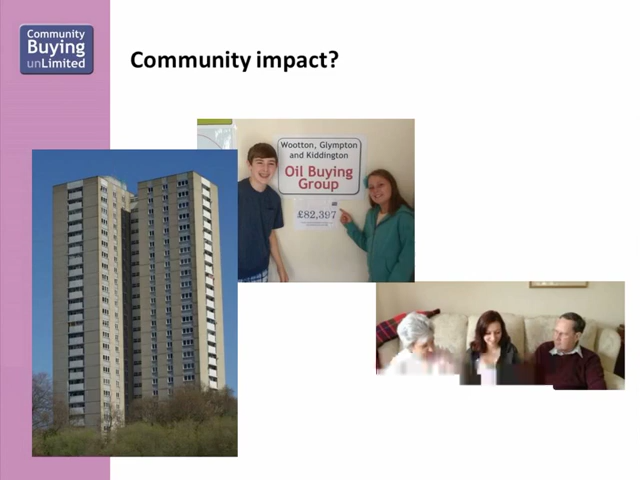 Community
Buying
unLimited
Community impact?
Wootton, Glympton
and Kiddington
Oil Buying
Group
£82,397